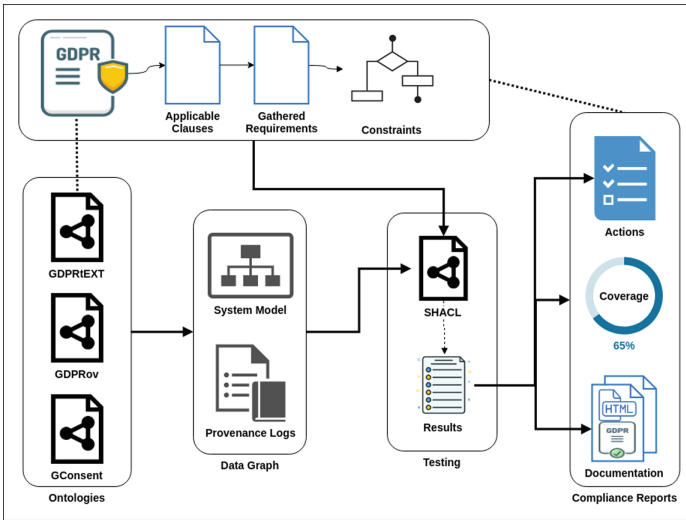 GDPR
Applicable
Clauses
Gathered
Requirements
Constraints
GDPRtEXT
GDPRov
GConsent
Ontologies
System Model
Provenance Logs
Data Graph
SHACL
Results
Testing
Actions
Coverage
65%
HTML
GDPR
Documentation
Compliance Reports